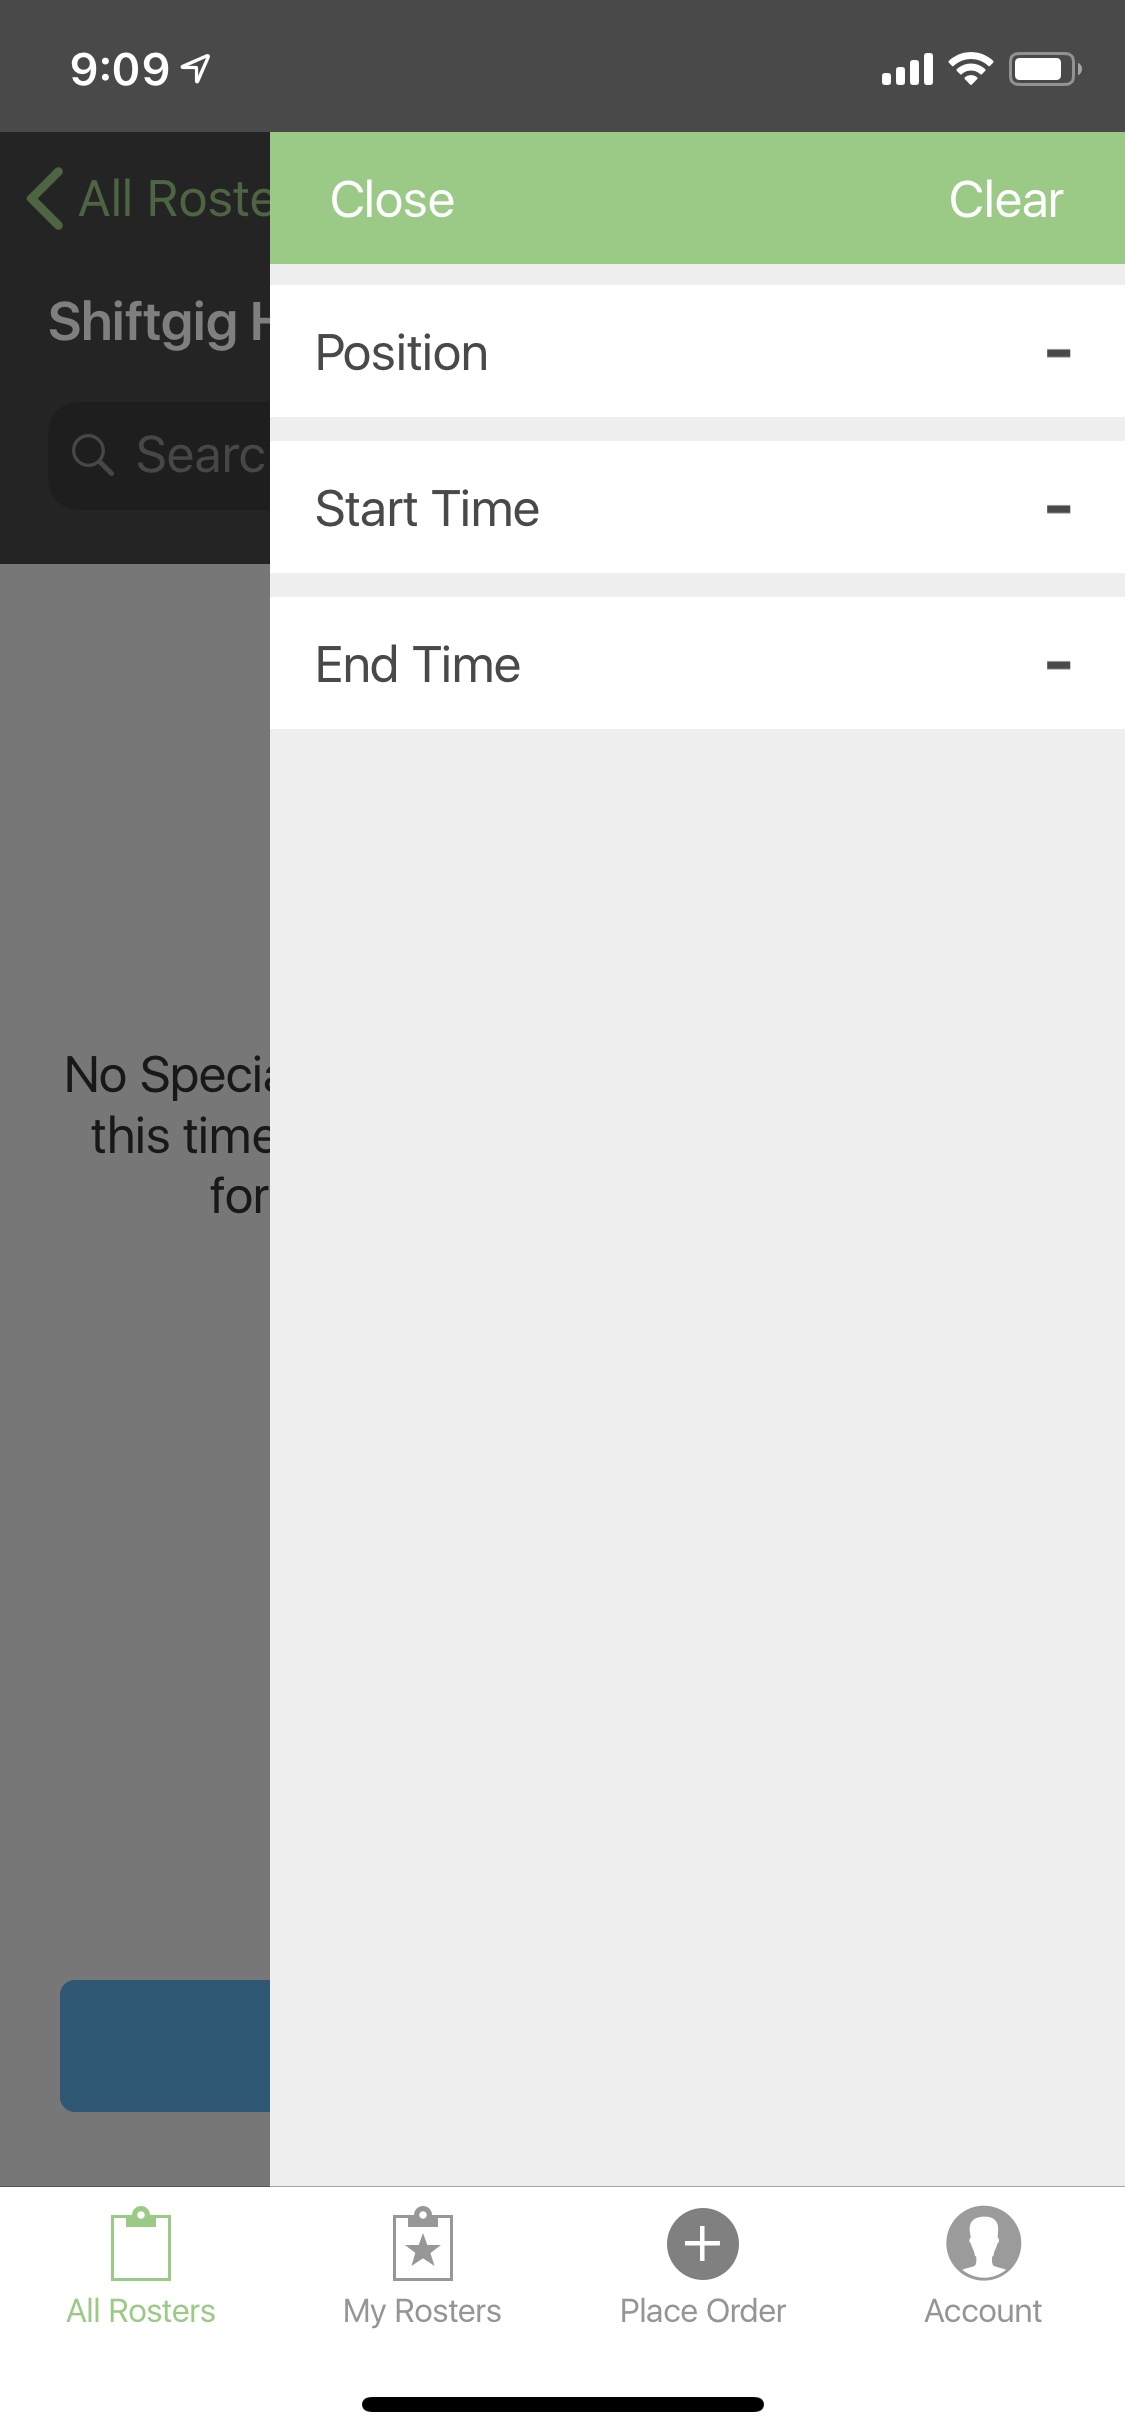 9:09
All Roste
Close
Clear
Shiftgig
Position
Searc
Start Time
End Time
No Specia
this time
for
All Rosters
My Rosters
Place Order
Account